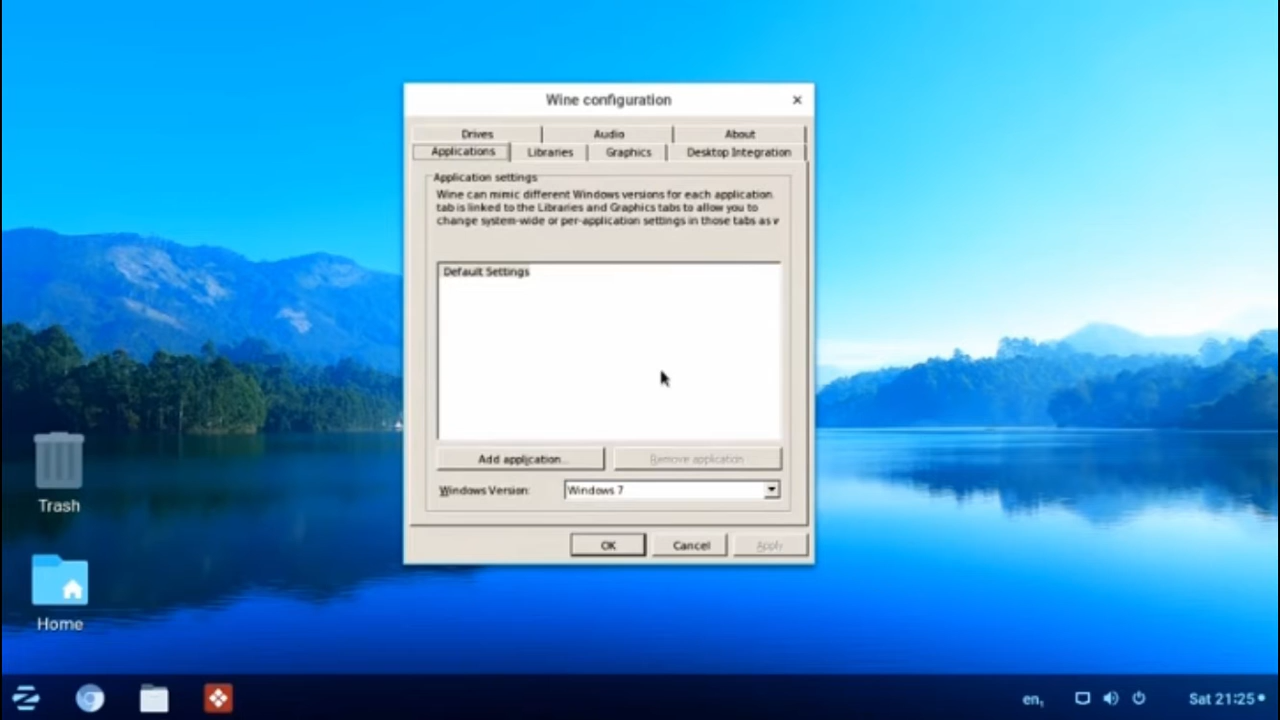 Wine configuration
Drives
Audio
About
Applications
Libraries
Graphics
Desktop Integration
Application settings
Wine can mimic different Windows versions for each application
tab is linked to the Libraries and Graphics tabs to allow you to
change system-wide or per-application settings in those tabs as w
Default Settings
Add application...
Remove application
Windows Version:
Windows 7
OK
Cancel
Apply
Trash
Home
en₁
Sat 21:25